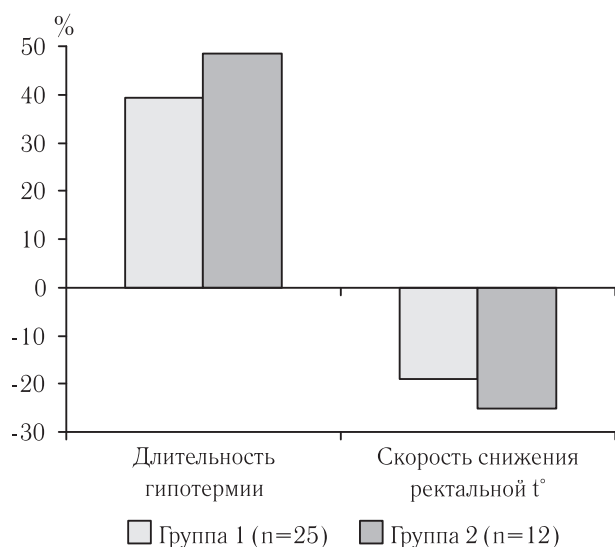 %
50
40
30
20
10
0
-10
-20
-30
Длительность
гипотермии
Скорость снижения
ректальной t°
Группа 1 (n=25)
Группа 2 (n=12)